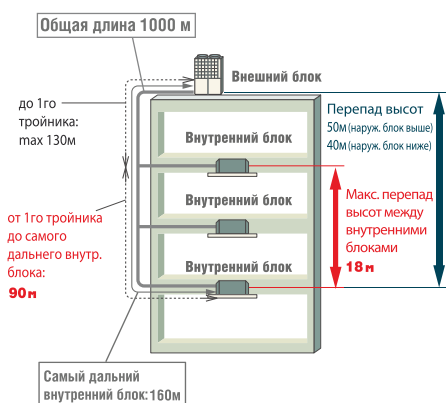 Общая длина 1000 м
Внешний блок
до 1го
тройника:
max 130м
Перепад высот
50м (наруж. блок выше)
40м (наруж. блок ниже)
Внутренний блок
Внутренний блок
Внутренний блок
Макс. перепад
высот между
внутренними
блоками
18 м
от 1го тройника
до самого
дальнего внутр.
блока:
90 м
Самый дальний
внутренний блок: 160м